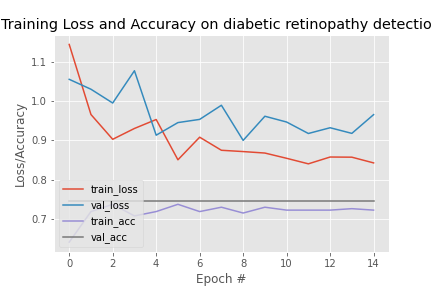 Training Loss and Accuracy on diabetic retinopathy detectio
1.1
1.0
0.9
0.8
0.7
Loss/Accuracy
train_loss
val_loss
train_acc
val_acc
0 2 4 6 8 10 12 14
Epoch #